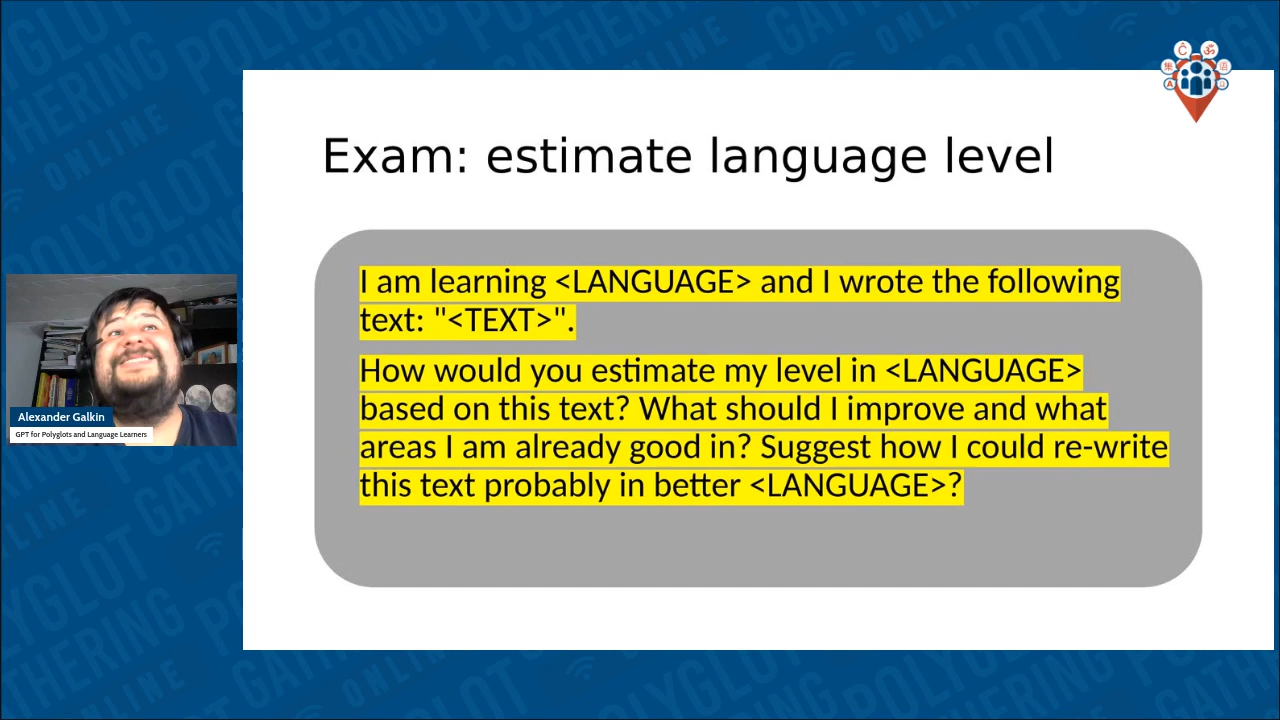 Exam: estimate language level
I am learning <LANGUAGE> and I wrote the following
text: "<TEXT>".
How would you estimate my level in <LANGUAGE>
based on this text? What should I improve and what
areas I am already good in? Suggest how I could re-write
this text probably in better <LANGUAGE>?
Alexander Galkin
GPT for Polyglots and Language Learners
POLYGLOT
GATHERING
ONLINE